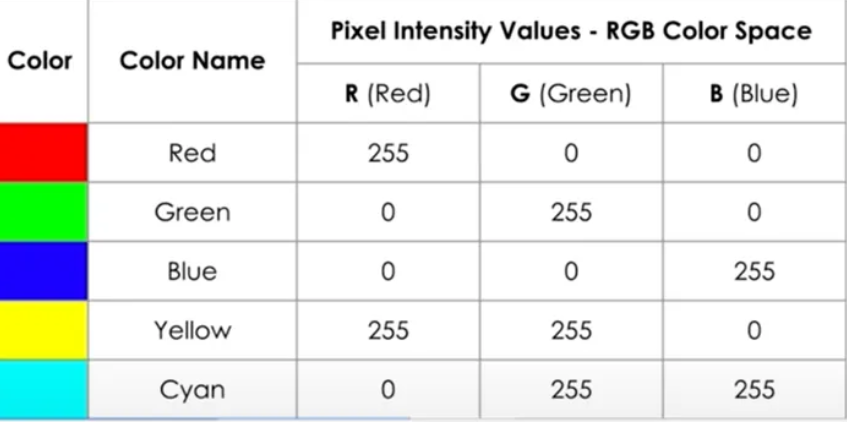 Color Color Name Pixel Intensity Values - RGB Color Space
R (Red) G (Green) B (Blue)
Red 255 0 0
Green 0 255 0
Blue 0 0 255
Yellow 255 255 0
Cyan 0 255 255